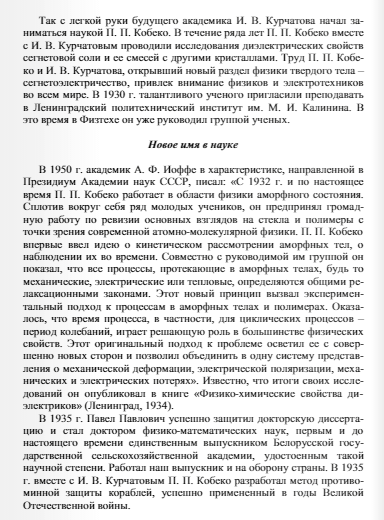 Так с легкой руки будущего академика И. В. Курчатова начал за-
ниматься наукой П. П. Кобеко. В течение ряда лет П. П. Кобеко вместе
с И. В. Курчатовым проводили исследования диэлектрических свойств
сегнетовой соли и ее смесей с другими кристаллами. Труд П. П. Кобе-
ко и И. В. Курчатова, открывший новый раздел физики твердого тела –
сегнетоэлектричество, привлек внимание физиков и электротехников
во всем мире. В 1930 г. талантливого ученого пригласили преподавать
в Ленинградский политехнический институт им. М. И. Калинина. В
это время в Физтехе он уже руководил группой ученых.
Новое имя в науке
В 1950 г. академик А. Ф. Иоффе в характеристике, направленной в
Президиум Академии наук СССР, писал: «С 1932 г. и по настоящее
время П. П. Кобеко работает в области физики аморфного состояния.
Сплотив вокруг себя ряд молодых учеников, он предпринял громад-
ную работу по ревизии основных взглядов на стекла и полимеры с
точки зрения современной атомно-молекулярной физики. П. П. Кобеко
впервые ввел идею о кинетическом рассмотрении аморфных тел, о
наблюдении их во времени. Совместно с руководимой им группой он
показал, что все процессы, протекающие в аморфных телах, будь то
механические, электрические или тепловые, определяются общими ре-
лаксационными законами. Этот новый принцип вызвал эксперимен-
тальный подход к процессам в аморфных телах и полимерах. Оказа-
лось, что время процесса, в частности, для циклических процессов –
период колебаний, играет решающую роль в большинстве физических
свойств. Этот оригинальный подход к проблеме осветил ее с совер-
шенно новых сторон и позволил объединить в одну систему представ-
ления о механической деформации, электрической поляризации, меха-
нических и электрических потерях». Известно, что итоги своих иссле-
дований он опубликовал в книге «Физико-химические свойства ди-
электриков» (Ленинград, 1934).
В 1935 г. Павел Павлович успешно защитил докторскую диссерта-
цию и стал доктором физико-математических наук, первым и до
настоящего времени единственным выпускником Белорусской госу-
дарственной сельскохозяйственной академии, удостоенным такой
научной степени. Работал наш выпускник и на оборону страны. В 1935
г. вместе с И. В. Курчатовым П. П. Кобеко разработал метод противо-
минной защиты кораблей, успешно примененный в годы Великой
Отечественной войны.